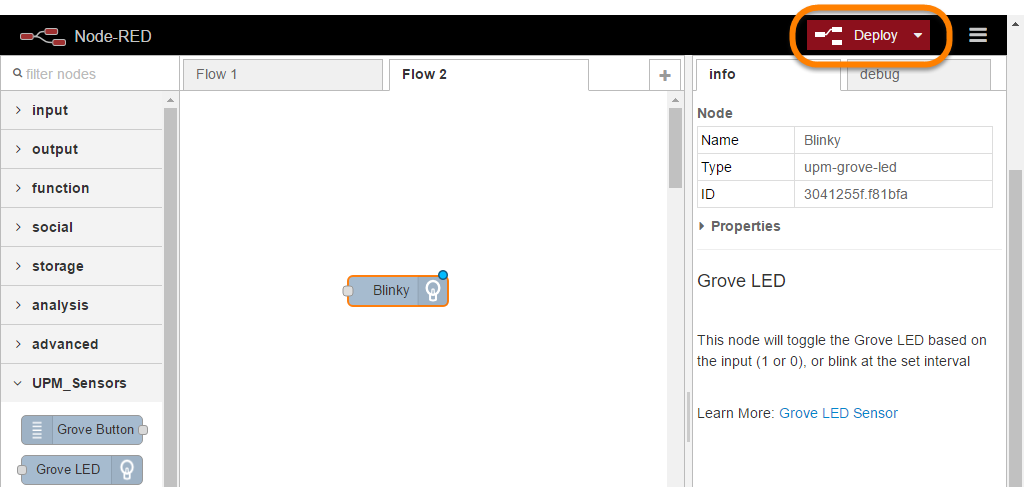 Node-RED
Deploy
filter nodes
Flow 1
Flow 2
+
info
debug
input
output
function
social
storage
analysis
advanced
UPM_Sensors
Grove Button
Grove LED
Blinky
Node
Name Blinky
Type upm-grove-led
ID 3041255f.f81bfa
Properties
Grove LED
This node will toggle the Grove LED based on
the input (1 or 0), or blink at the set interval
Learn More: Grove LED Sensor